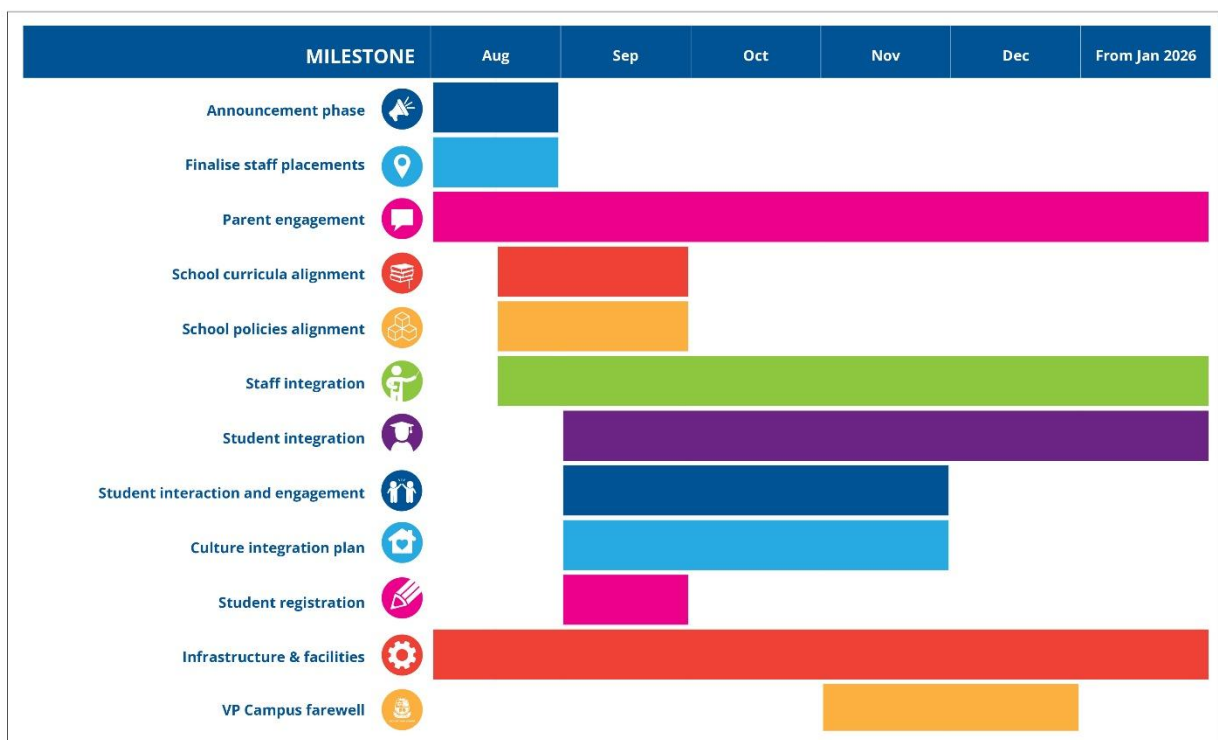 MILESTONE Aug Sep Oct Nov Dec From Jan 2026
Announcement phase
Finalise staff placements
Parent engagement
School curricula alignment
School policies alignment
Staff integration
Student integration
Student interaction and engagement
Culture integration plan
Student registration
Infrastructure & facilities
VP Campus farewell